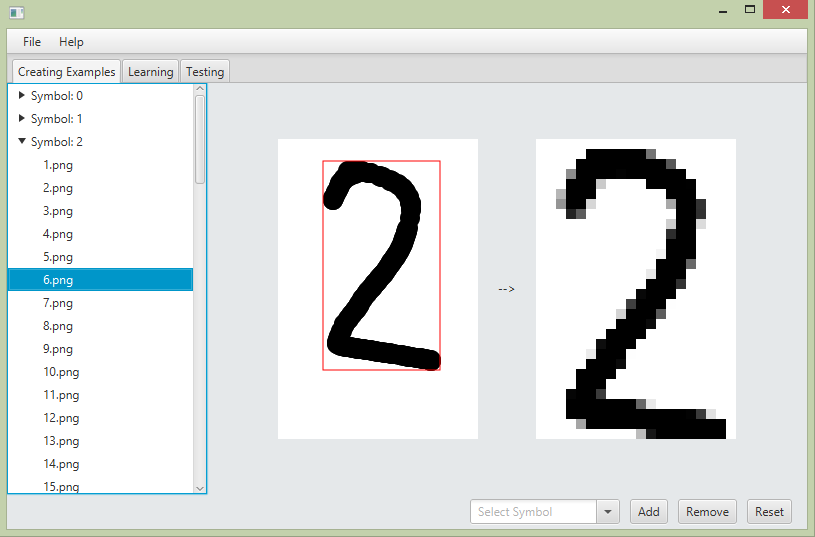 File Help
Creating Examples Learning Testing
Symbol: 0
Symbol: 1
Symbol: 2
1.png
2.png
3.png
4.png
5.png
6.png
7.png
8.png
9.png
10.png
11.png
12.png
13.png
14.png
15.png
2 --> 2
Select Symbol Add Remove Reset